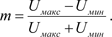 m = (U_макс − U_мин) / (U_макс + U_мин).